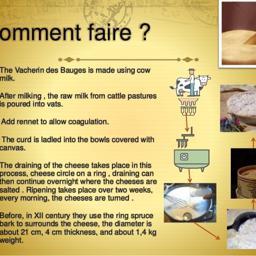 omment faire ?
The Vacherin des Bauges is made using cow
milk.
After milking , the raw milk from cattle pastures
is poured into vats.
Add rennet to allow coagulation.
The curd is ladled into the bowls covered with
canvas.
The draining of the cheese takes place in this
process, cheese circle on a ring , draining can
then continue overnight where the cheeses are
salted . Ripening takes place over two weeks,
every morning, the cheeses are turned .
Before, in XII century they use the ring spruce
bark to surrounds the cheese, the diameter is
about 21 cm, 4 cm thickness, and about 1,4 kg
weight.